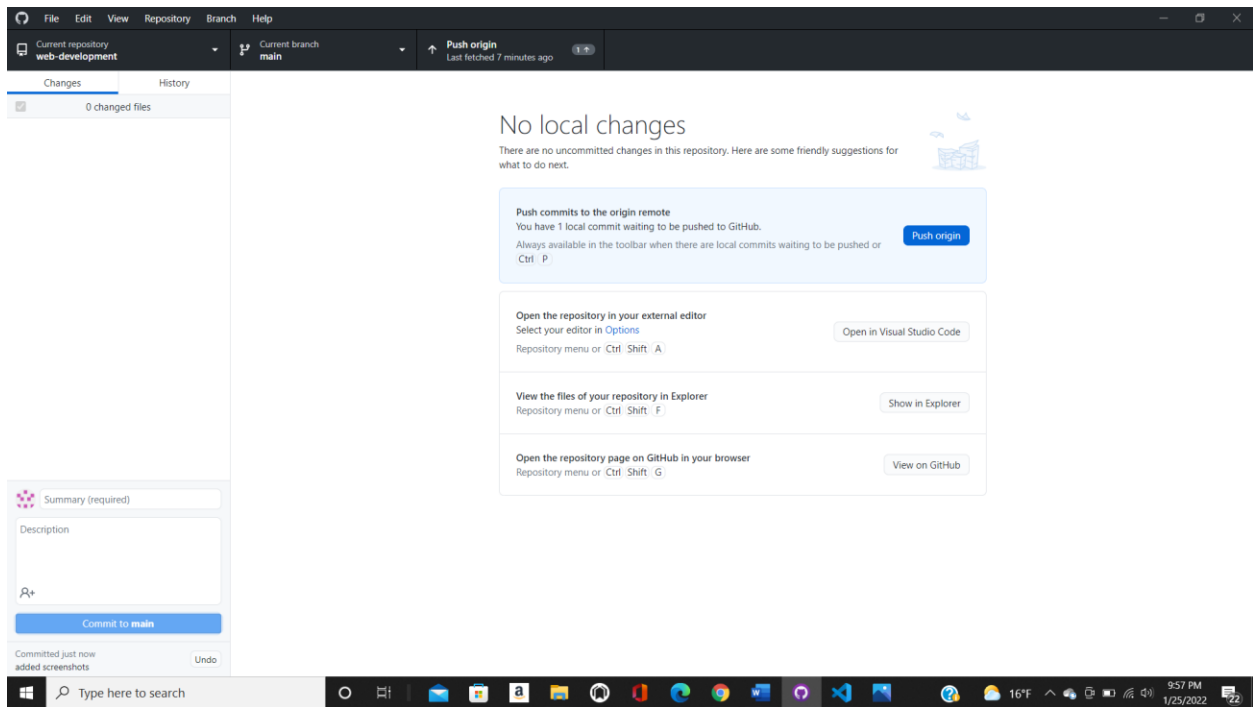 File Edit View Repository Branch Help
Current repository
web-development
Current branch
main
Push origin
Last fetched 7 minutes ago
1
Changes History
0 changed files
No local changes
There are no uncommitted changes in this repository. Here are some friendly suggestions for
what to do next.
Push commits to the origin remote
You have 1 local commit waiting to be pushed to GitHub.
Always available in the toolbar when there are local commits waiting to be pushed or
Ctrl P
Push origin
Open the repository in your external editor
Select your editor in Options
Repository menu or Ctrl Shift A
Open in Visual Studio Code
View the files of your repository in Explorer
Repository menu or Ctrl Shift F
Show in Explorer
Open the repository page on GitHub in your browser
Repository menu or Ctrl Shift G
View on GitHub
Summary (required)
Description
Commit to main
Committed just now
added screenshots
Undo
Type here to search
a
16°F
9:57 PM
1/25/2022
22